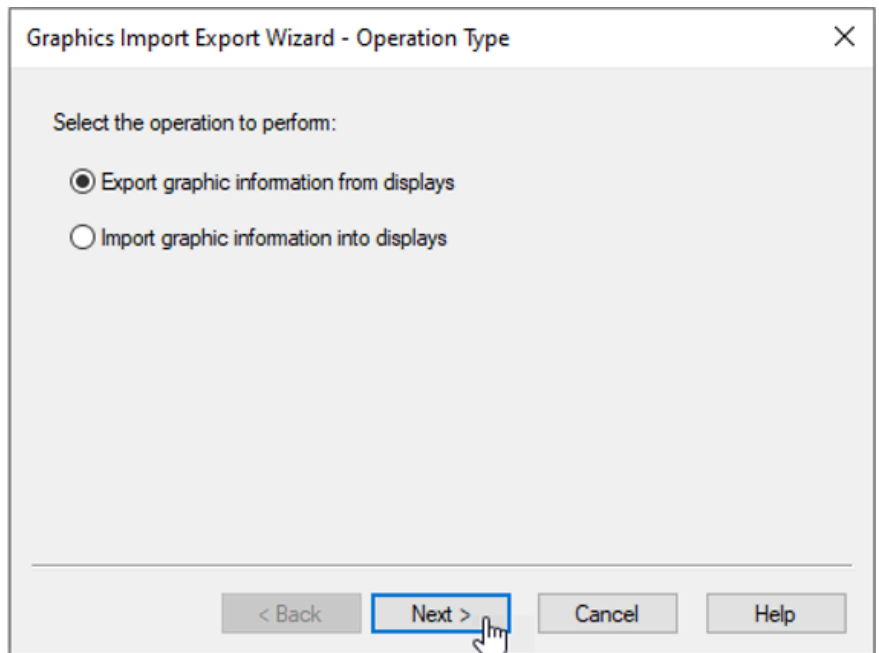 Graphics Import Export Wizard - Operation Type
Select the operation to perform:
Export graphic information from displays
Import graphic information into displays
< Back Next > Cancel Help